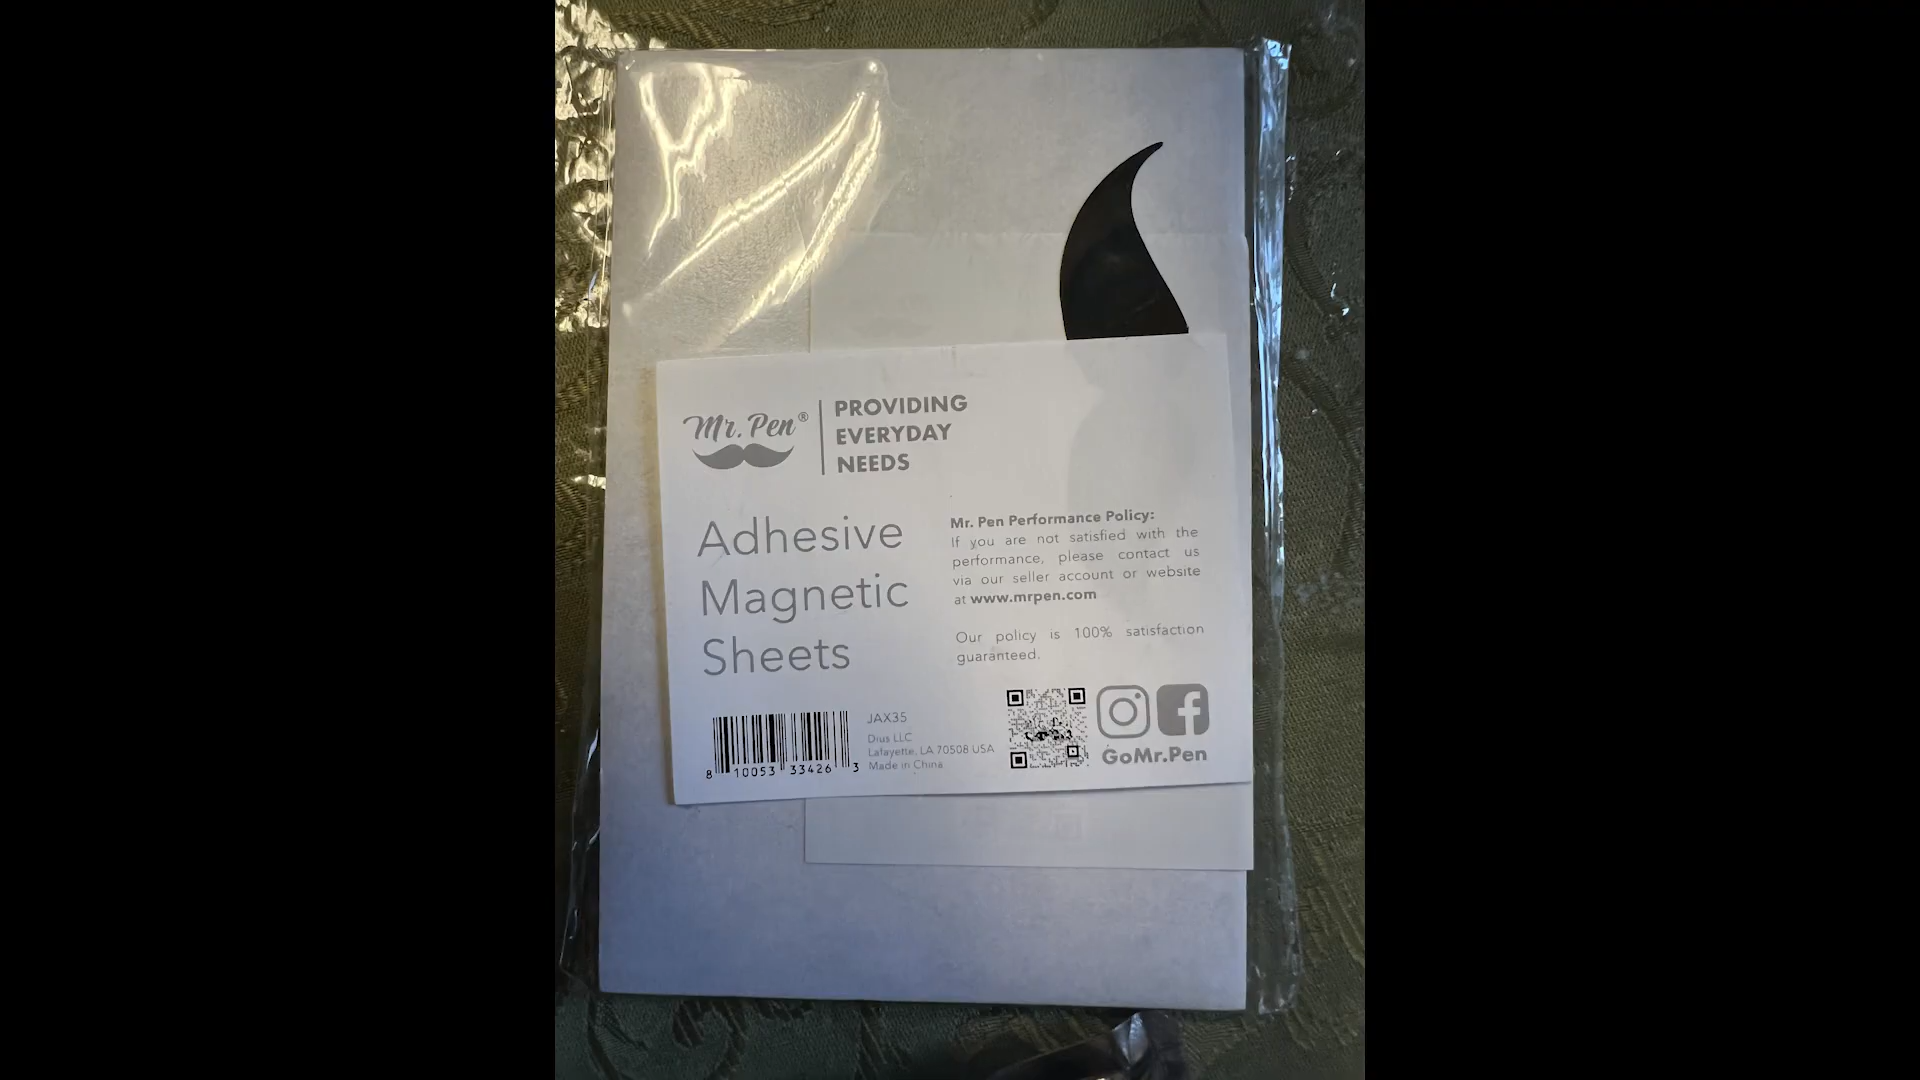 Mr. Pen®
PROVIDING
EVERYDAY
NEEDS
Adhesive
Magnetic
Sheets
Mr. Pen Performance Policy:
If you are not satisfied with the
performance, please contact us
via our seller account or website
at www.mrpen.com
Our policy is 100% satisfaction
guaranteed.
JAX35
Dius LLC
Lafayette, LA 70508 USA
Made in China
8 10053 33426 3
GoMr.Pen